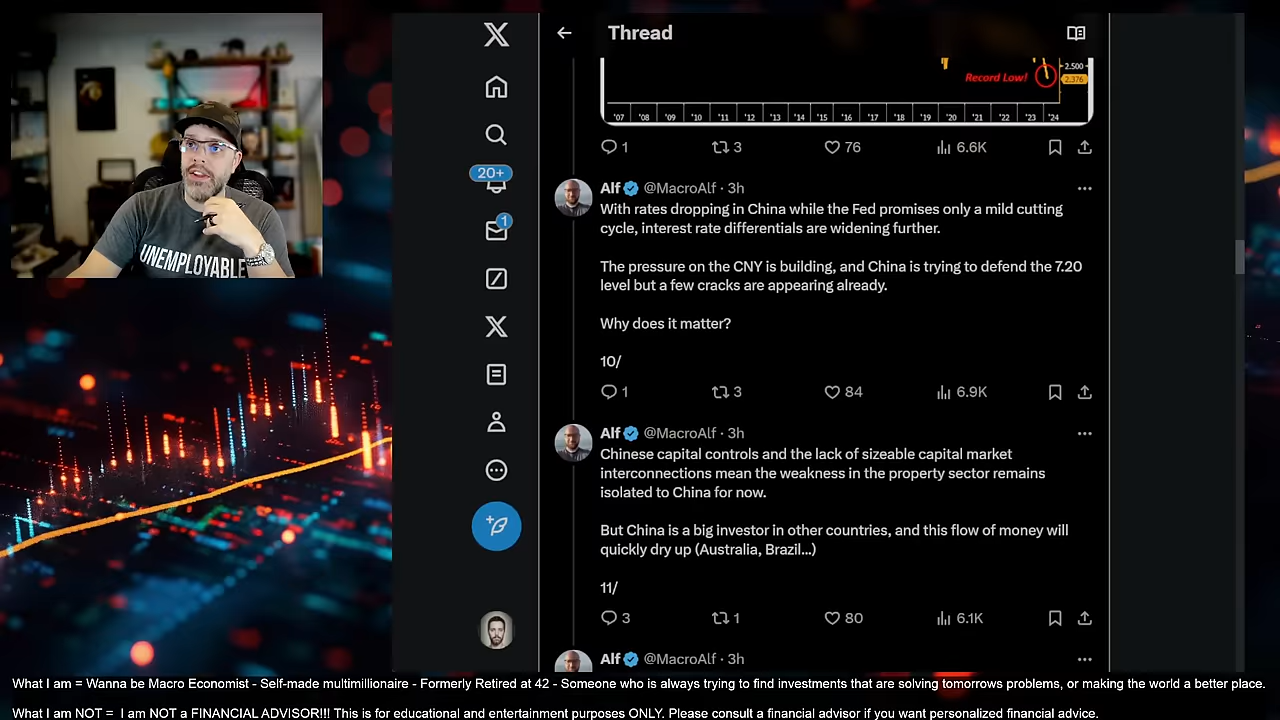 Thread
Record Low!
2.500
2.376
'07 '08 '09 '10 '11 '12 '13 '14 '15 '16 '17 '18 '19 '20 '21 '22 '23 '24
1 3 76 6.6K
20+
1
Alf @MacroAlf · 3h
With rates dropping in China while the Fed promises only a mild cutting
cycle, interest rate differentials are widening further.
The pressure on the CNY is building, and China is trying to defend the 7.20
level but a few cracks are appearing already.
Why does it matter?
10/
1 3 84 6.9K
Alf @MacroAlf · 3h
Chinese capital controls and the lack of sizeable capital market
interconnections mean the weakness in the property sector remains
isolated to China for now.
But China is a big investor in other countries, and this flow of money will
quickly dry up (Australia, Brazil...)
11/
3 1 80 6.1K
Alf @MacroAlf · 3h
UNEMPLOYABLE
What I am = Wanna be Macro Economist - Self-made multimillionaire - Formerly Retired at 42 - Someone who is always trying to find investments that are solving tomorrows problems, or making the world a better place.
What I am NOT = I am NOT a FINANCIAL ADVISOR!!! This is for educational and entertainment purposes ONLY. Please consult a financial advisor if you want personalized financial advice.